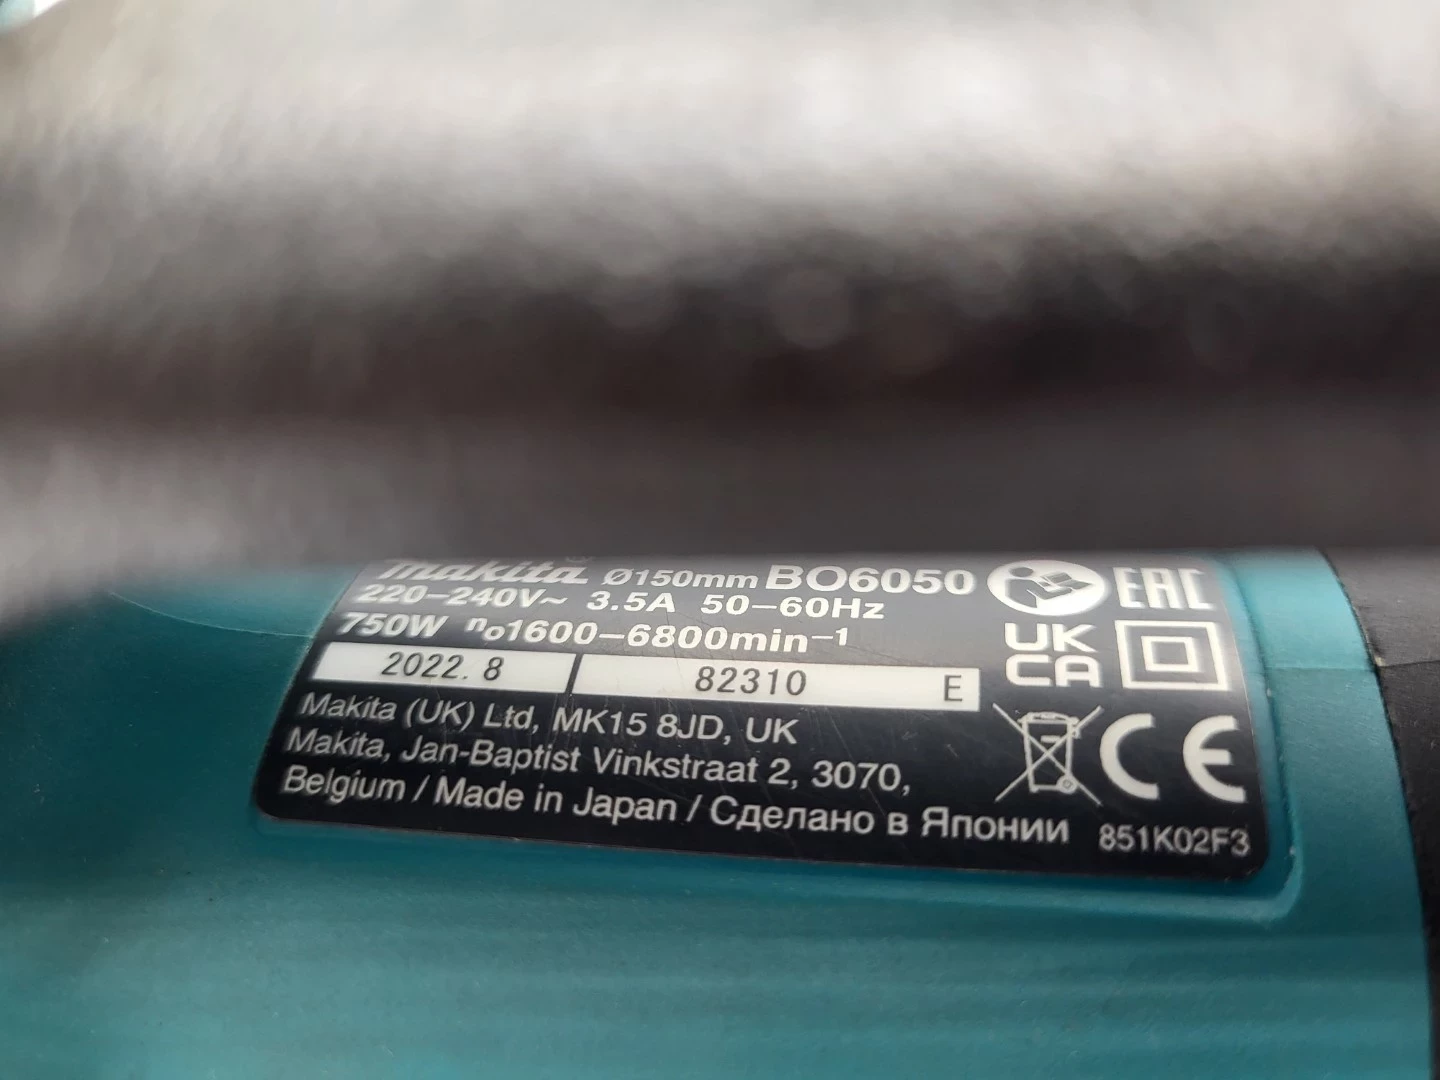 makita Ø150mm BO6050 EAC
220-240V~ 3.5A 50-60Hz
750W no1600-6800min-1 UK CA
2022.8 82310 E
Makita (UK) Ltd, MK15 8JD, UK
Makita, Jan-Baptist Vinkstraat 2, 3070, CE
Belgium / Made in Japan / Сделано в Японии 851K02F3